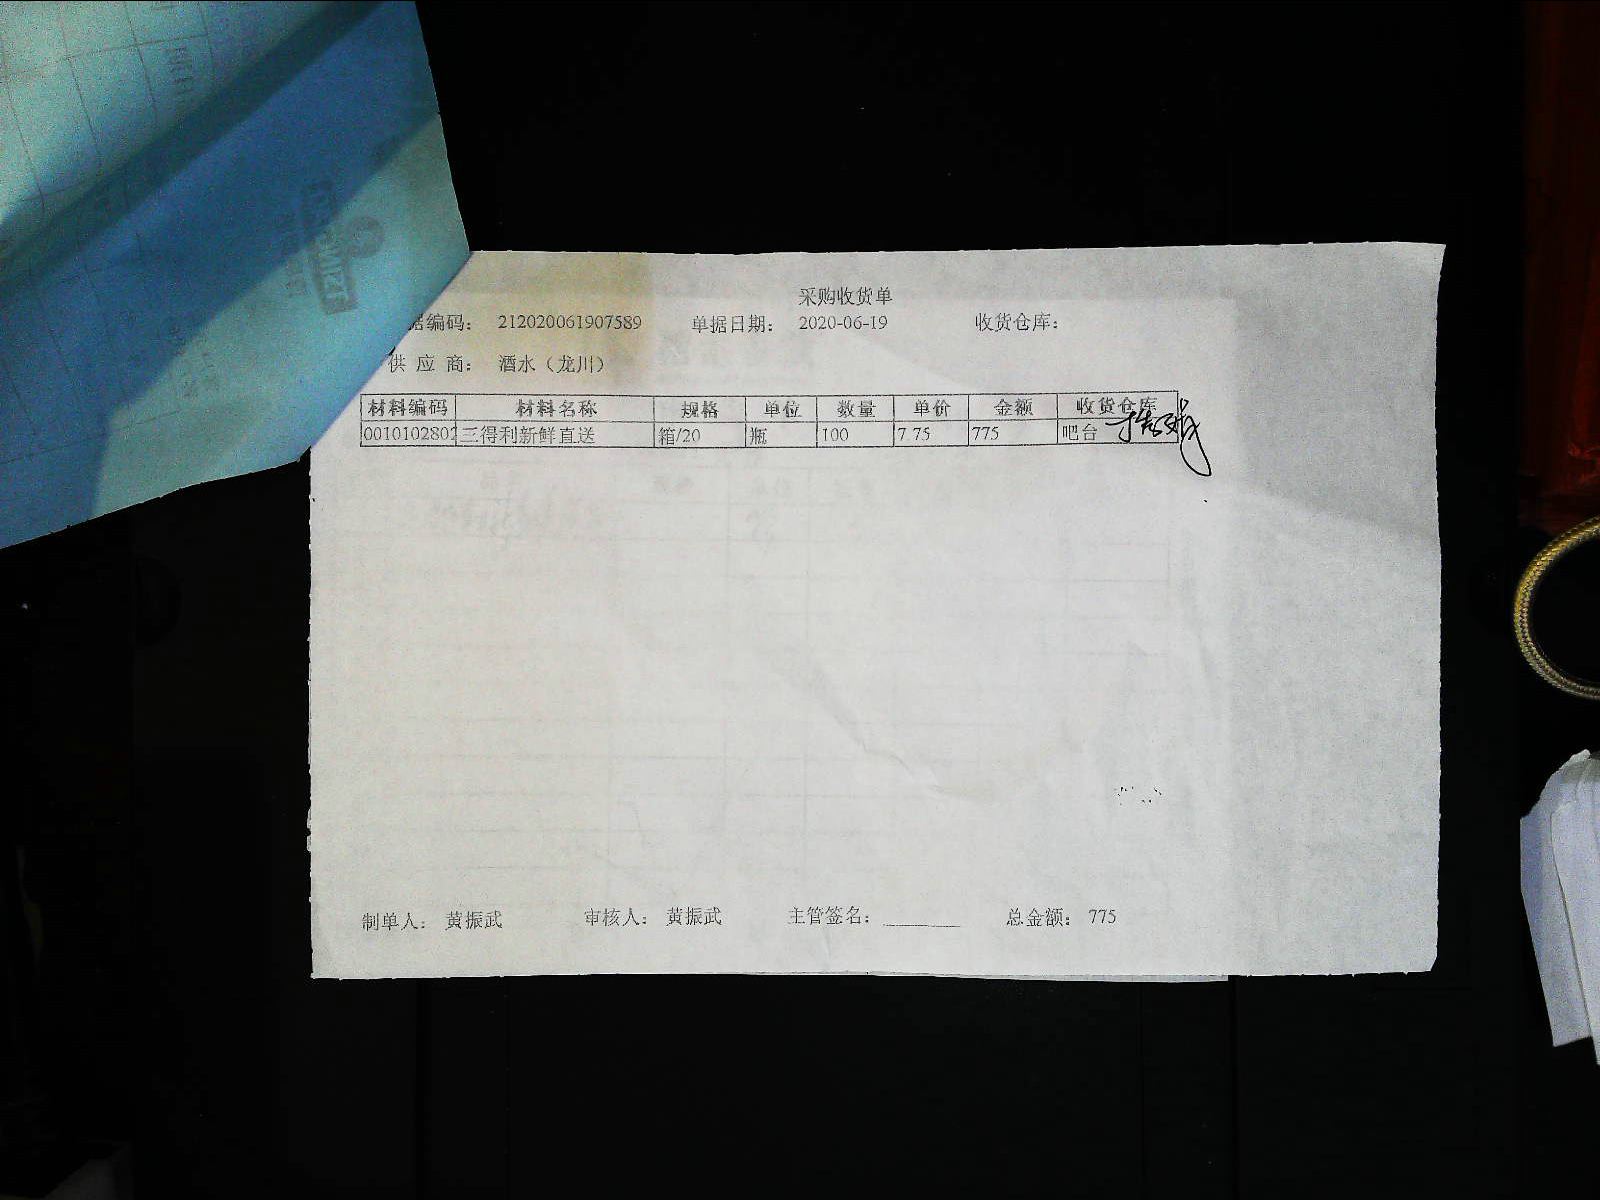 采购收货单
据编码： 212020061907589 单据日期： 2020-06-19 收货仓库：
供 应 商： 酒水（龙川）
材料编码 材料名称 规格 单位 数量 单价 金额 收货仓库
0010102802 三得利新鲜直送 箱/20 瓶 100 7.75 775 吧台
制单人： 黄振武 审核人： 黄振武 主管签名： 总金额： 775